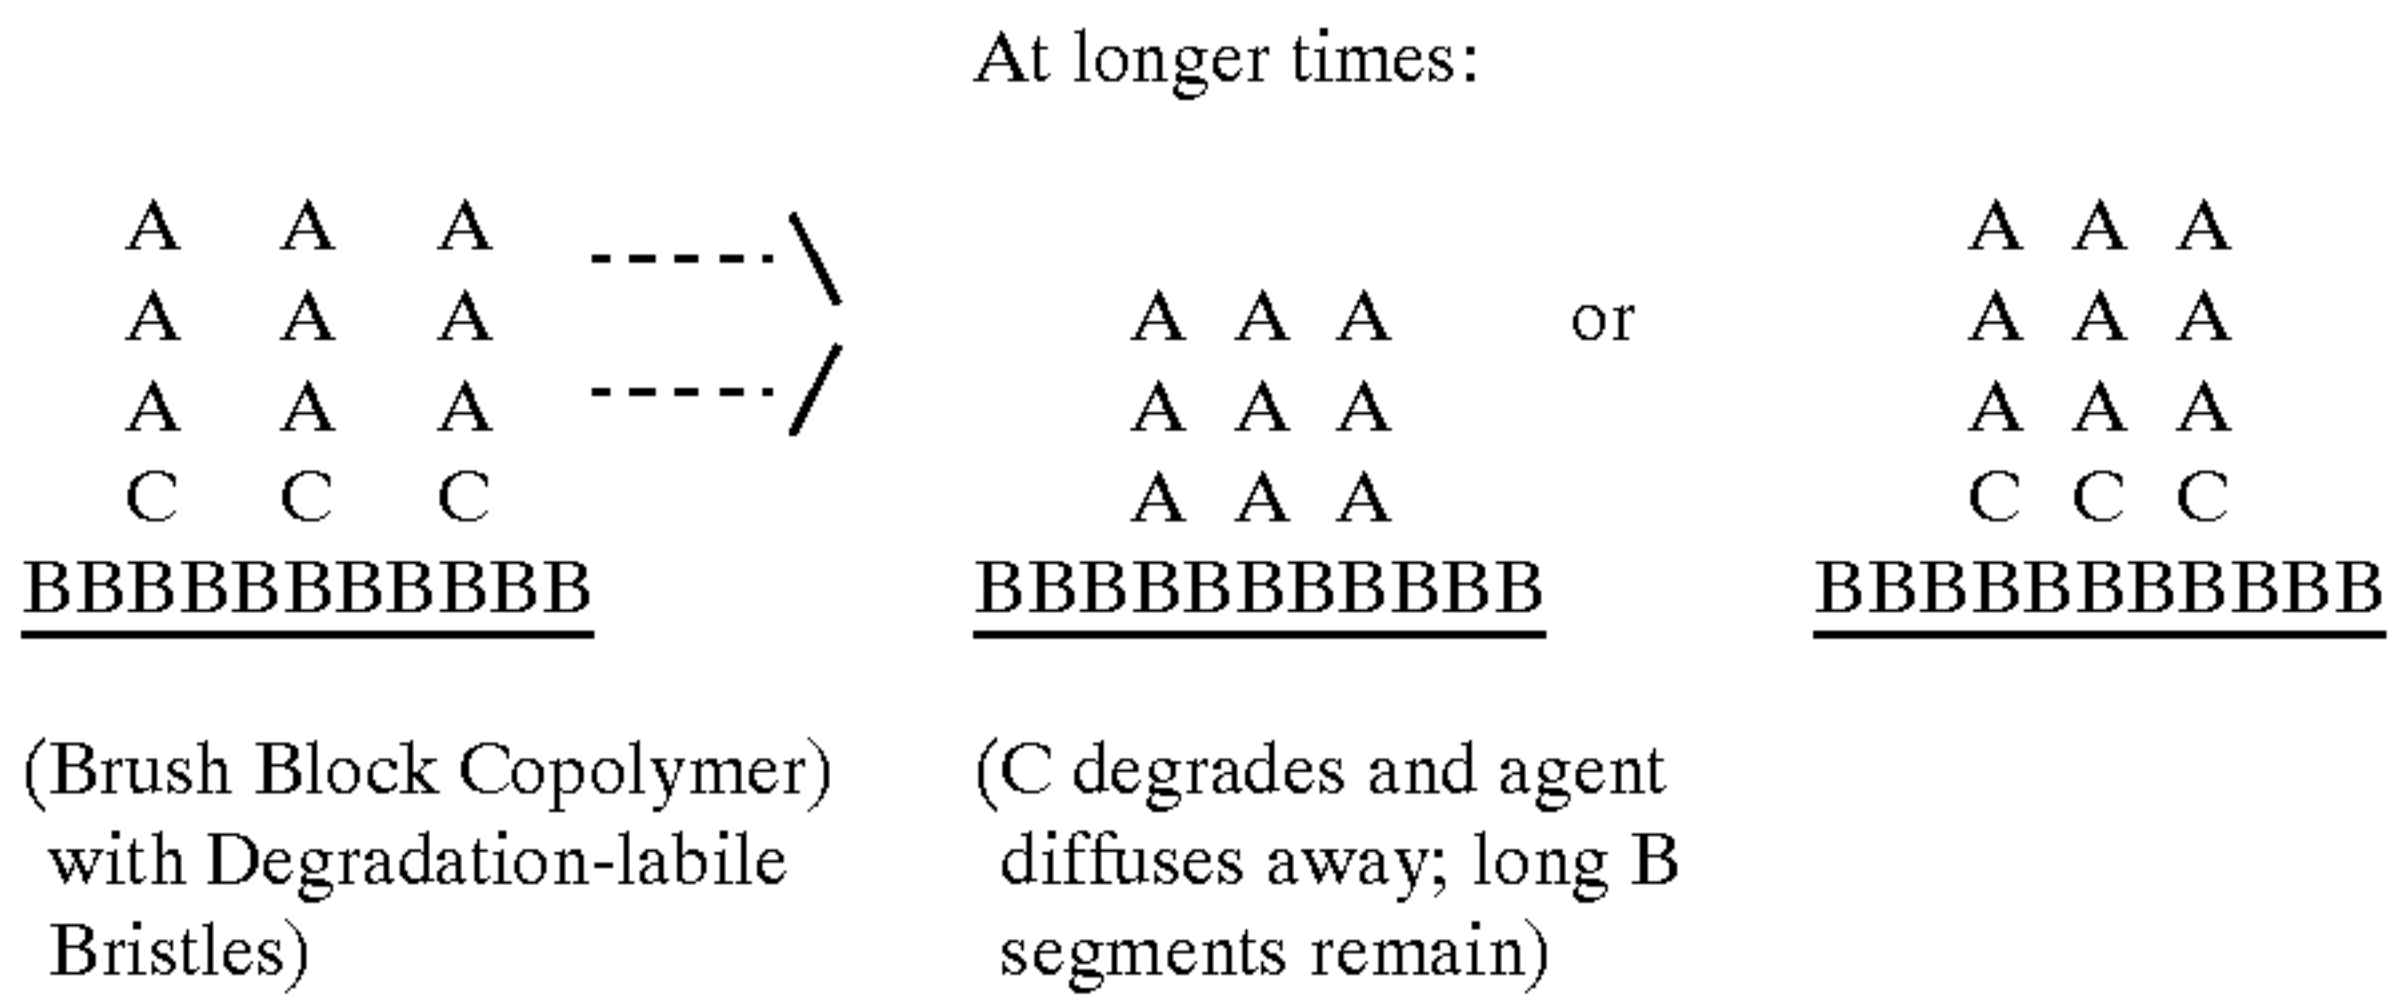 At longer times:
A A A
A A A
A A A
C C C
BBBBBBBBBBB
(Brush Block Copolymer)
with Degradation-labile
Bristles)
A A A
A A A
A A A
BBBBBBBBBBB
(C degrades and agent
diffuses away; long B
segments remain)
or
A A A
A A A
A A A
C C C
BBBBBBBBBBB